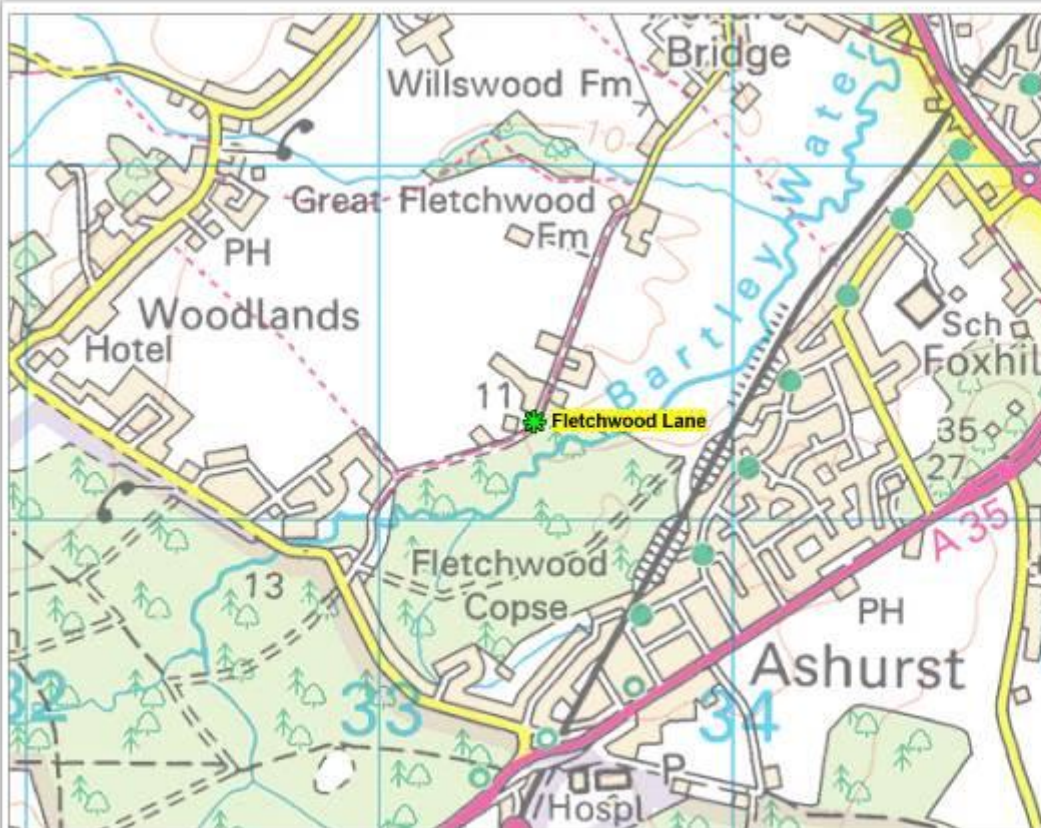 Bridge
Willswood Fm
10
Water
Great Fletchwood
Fm
PH
Bartley
Woodlands
Hotel
Sch
11
Fletchwood Lane
35
27
A 35
Fletchwood
Copse
13
PH
Ashurst
32
33
34
P
Hospl